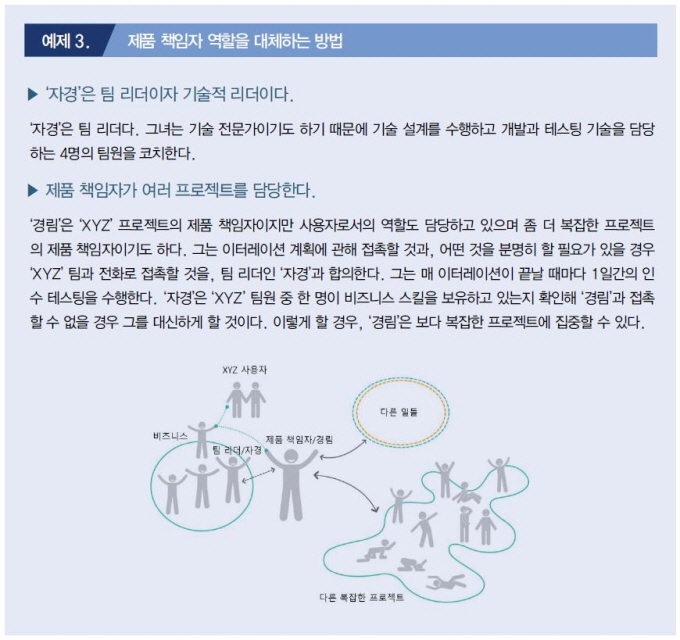 예제 3. 제품 책임자 역할을 대체하는 방법
▶ '자경'은 팀 리더이자 기술적 리더이다.
'자경'은 팀 리더다. 그녀는 기술 전문가이기도 하기 때문에 기술 설계를 수행하고 개발과 테스팅 기술을 담당
하는 4명의 팀원을 코치한다.
▶ 제품 책임자가 여러 프로젝트를 담당한다.
'경림'은 'XYZ' 프로젝트의 제품 책임자이지만 사용자로서의 역할도 담당하고 있으며 좀 더 복잡한 프로젝트
의 제품 책임자이기도 하다. 그는 이터레이션 계획에 관해 접촉할 것과, 어떤 것을 분명히 할 필요가 있을 경우
'XYZ' 팀과 전화로 접촉할 것을, 팀 리더인 '자경'과 합의한다. 그는 매 이터레이션이 끝날 때마다 1일간의 인
수 테스팅을 수행한다. '자경'은 'XYZ' 팀원 중 한 명이 비즈니스 스킬을 보유하고 있는지 확인해 '경림'과 접촉
할 수 없을 경우 그를 대신하게 할 것이다. 이렇게 할 경우, '경림'은 보다 복잡한 프로젝트에 집중할 수 있다.
XYZ 사용자
다른 일들
비즈니스
제품 책임자/경림
팀 리더/자경
다른 복잡한 프로젝트